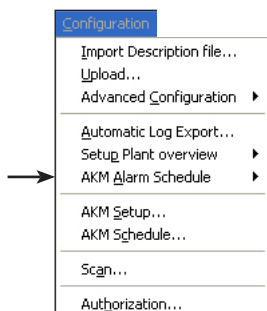 Configuration
Import Description file...
Upload...
Advanced Configuration
Automatic Log Export...
Setup Plant overview
AKM Alarm Schedule
AKM Setup...
AKM Schedule...
Scan...
Authorization...